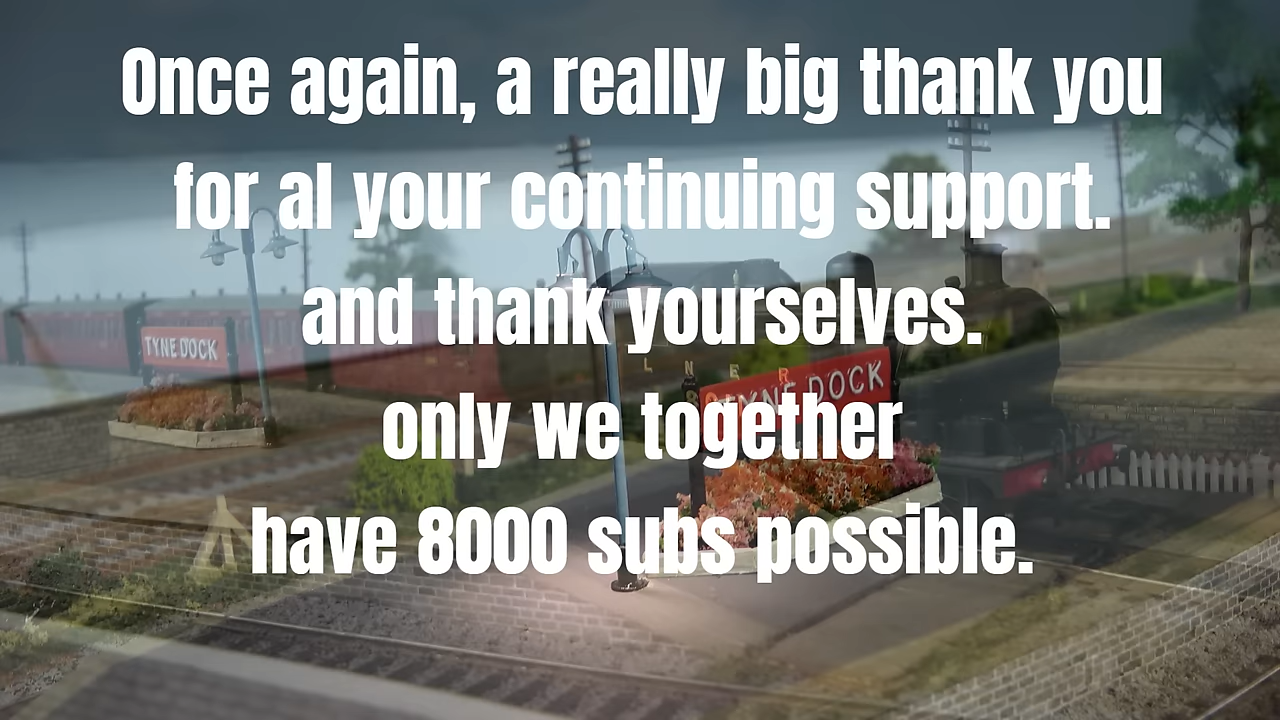 Once again, a really big thank you
for al your continuing support.
and thank yourselves.
only we together
have 8000 subs possible.
TYNE DOCK
L N E R
TYNE DOCK